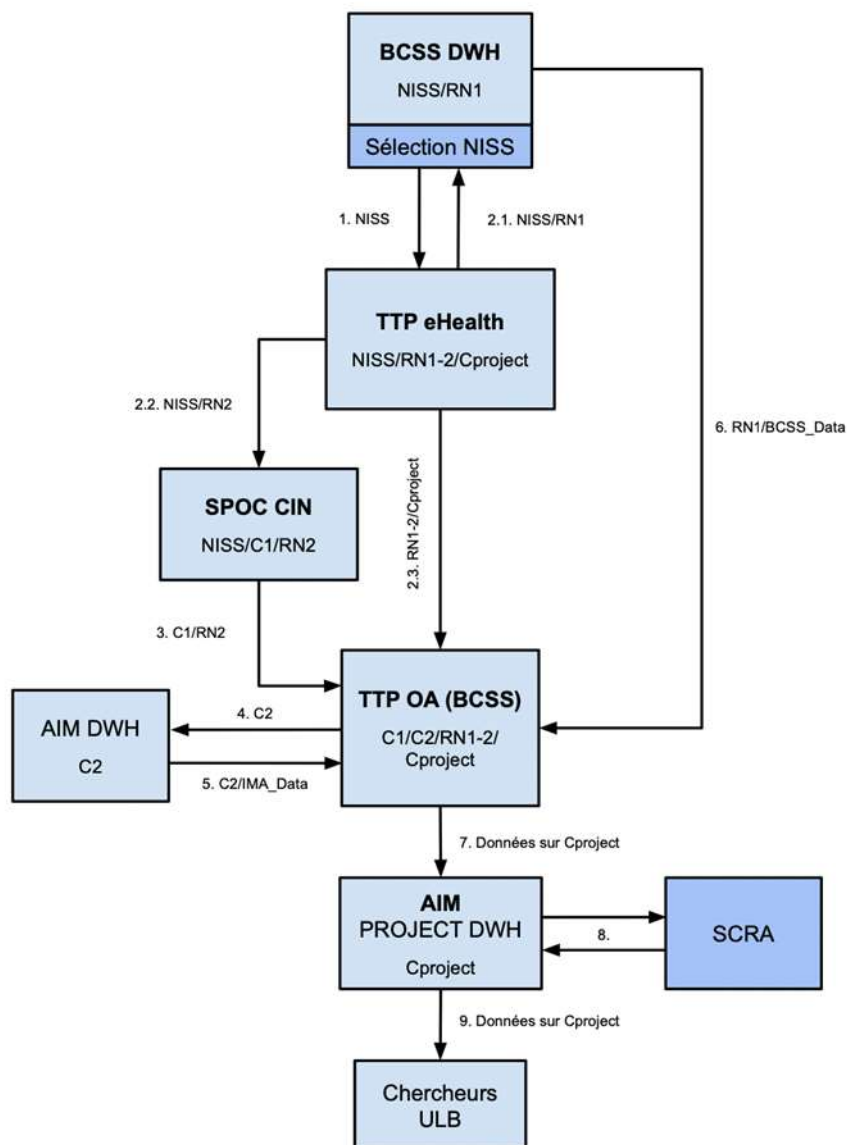 BCSS DWH
NISS/RN1
Sélection NISS
1. NISS
2.1. NISS/RN1
TTP eHealth
NISS/RN1-2/Cproject
2.2. NISS/RN2
2.3. RN1-2/Cproject
6. RN1/BCSS_Data
SPOC CIN
NISS/C1/RN2
3. C1/RN2
TTP OA (BCSS)
C1/C2/RN1-2/
Cproject
AIM DWH
C2
4. C2
5. C2/IMA_Data
7. Données sur Cproject
AIM
PROJECT DWH
Cproject
8.
SCRA
9. Données sur Cproject
Chercheurs
ULB